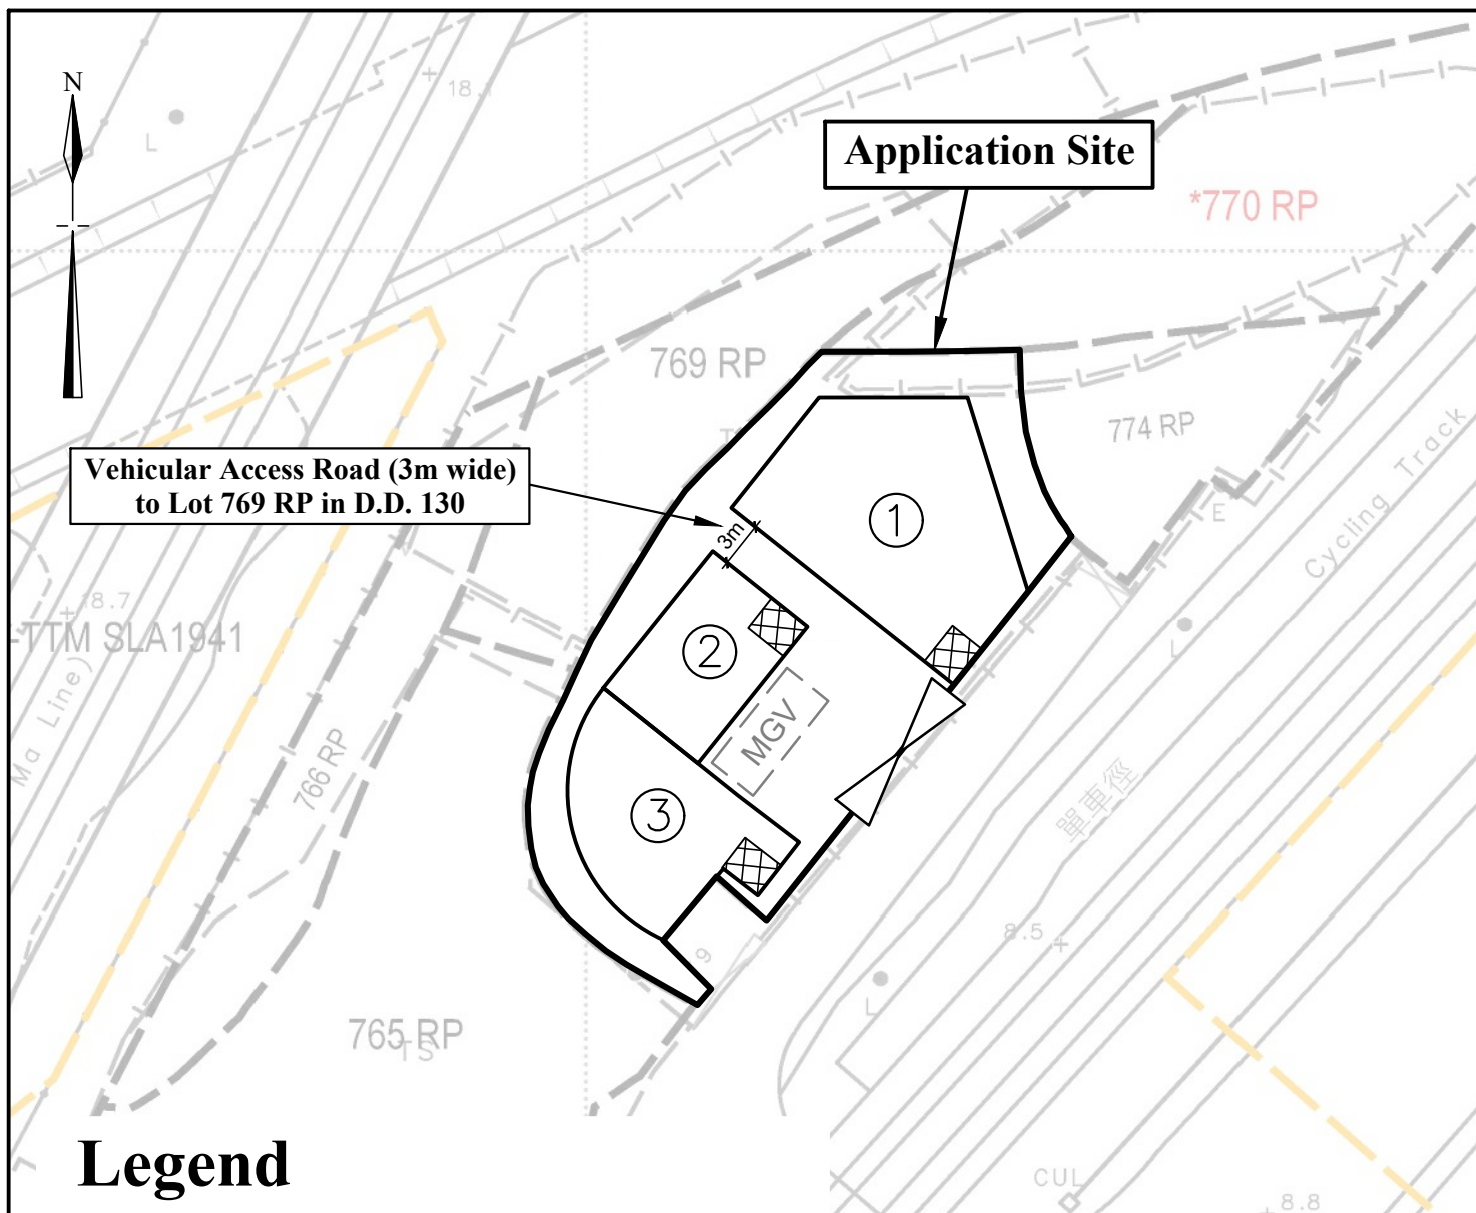 N
18.
L
Application Site
*770 RP
769 RP
774 RP
Vehicular Access Road (3m wide)
to Lot 769 RP in D.D. 130
3m
1
E
Cycling Track
18.7
TTM SLA1941
2
L
Ma Line)
MGV
766 RP
3
單車徑
8.5
9
L
765 RP
TS
Legend
CUL
8.8